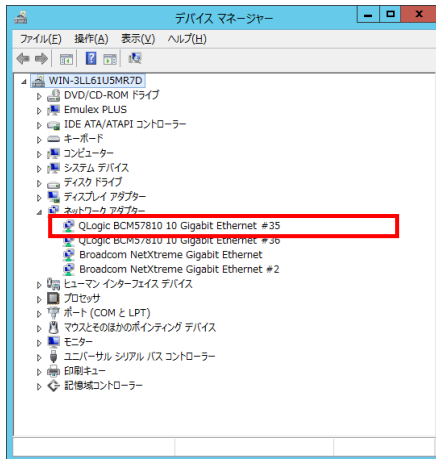 デバイス マネージャー
ファイル(F) 操作(A) 表示(V) ヘルプ(H)
WIN-3LL61U5MR7D
DVD/CD-ROM ドライブ
Emulex PLUS
IDE ATA/ATAPI コントローラー
キーボード
コンピューター
システム デバイス
ディスク ドライブ
ディスプレイ アダプター
ネットワーク アダプター
QLogic BCM57810 10 Gigabit Ethernet #35
QLogic BCM57810 10 Gigabit Ethernet #36
Broadcom NetXtreme Gigabit Ethernet
Broadcom NetXtreme Gigabit Ethernet #2
ヒューマン インターフェイス デバイス
プロセッサ
ポート (COM と LPT)
マウスとそのほかのポインティング デバイス
モニター
ユニバーサル シリアル バス コントローラー
印刷キュー
記憶域コントローラー